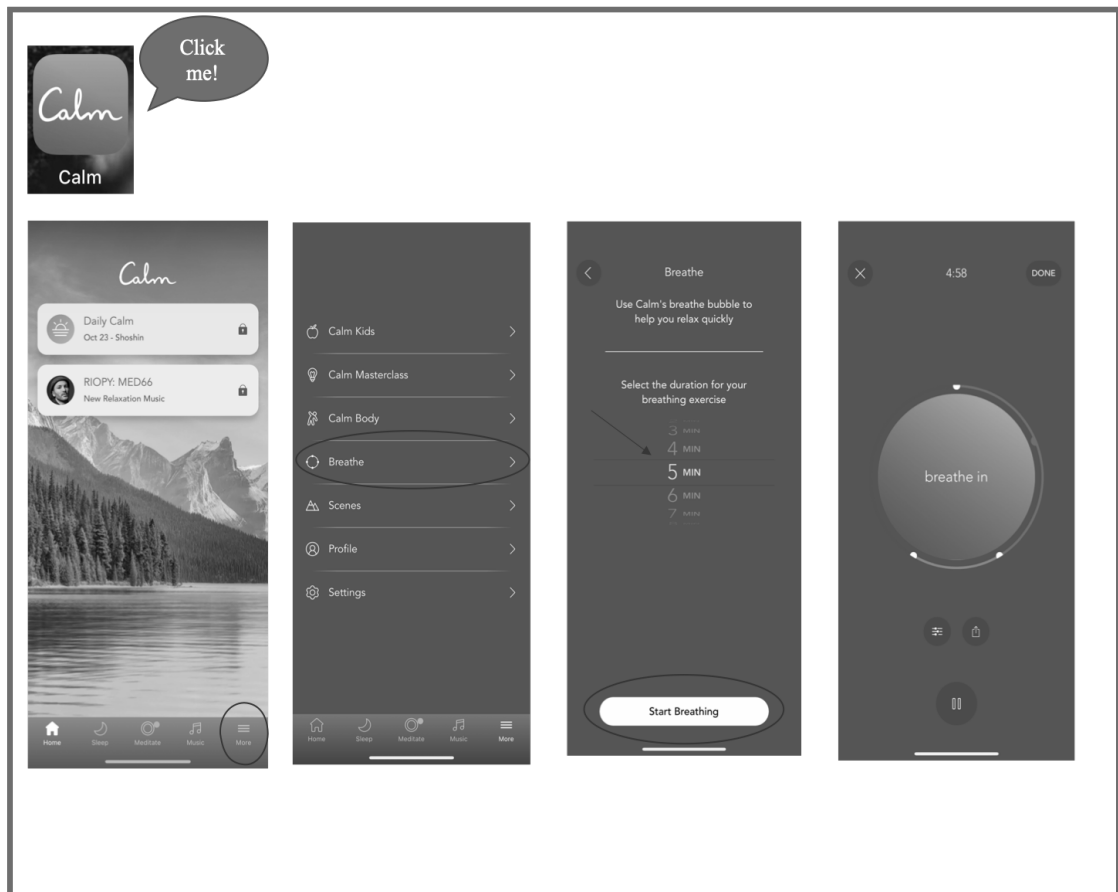 Click
me!
Calm
Calm
Calm
Daily Calm
Oct 23 - Shoshin
RIOPY: MED66
New Relaxation Music
Home
Sleep
Meditate
Music
More
Calm Kids
Calm Masterclass
Calm Body
Breathe
Scenes
Profile
Settings
Home
Sleep
Meditate
Music
More
Breathe
Use Calm's breathe bubble to
help you relax quickly
Select the duration for your
breathing exercise
3 MIN
4 MIN
5 MIN
6 MIN
7 MIN
Start Breathing
4:58
DONE
breathe in